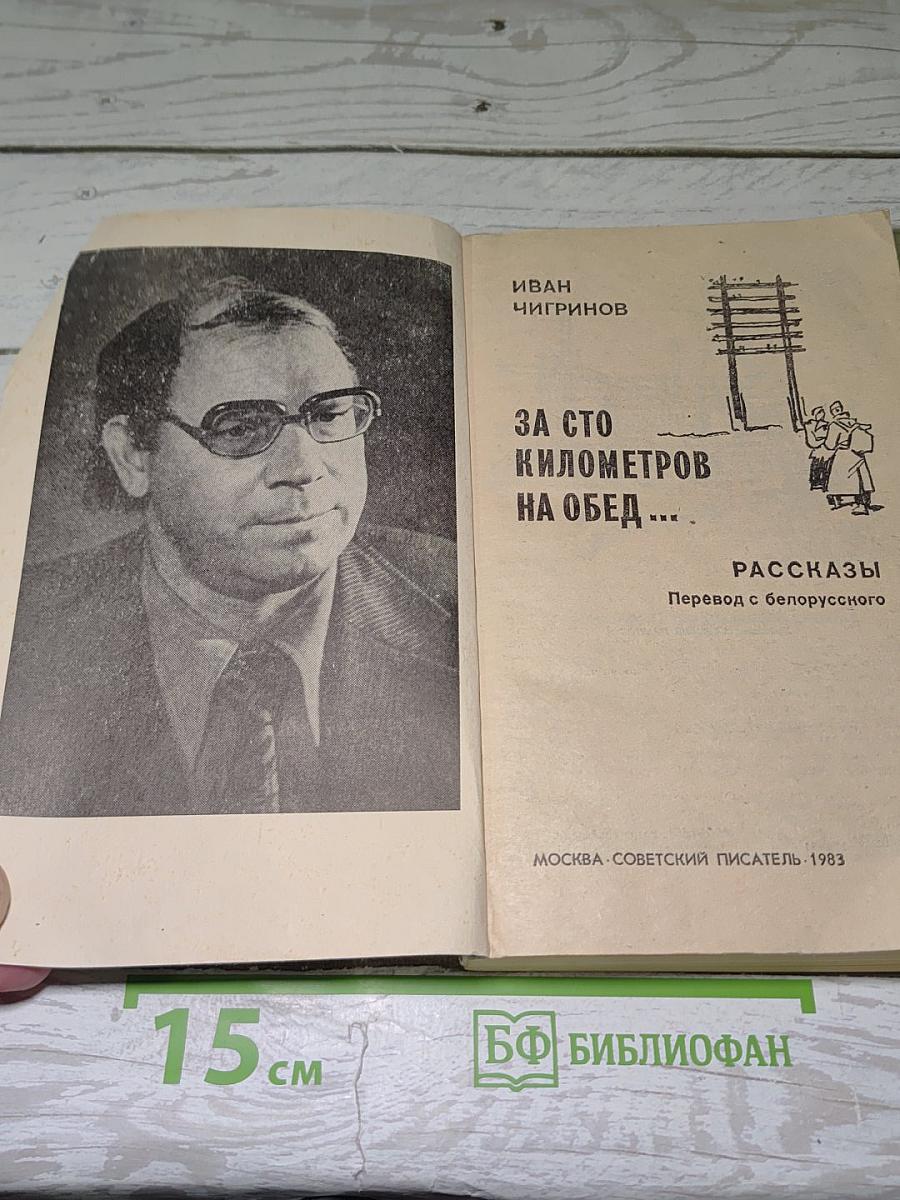 ИВАН
ЧИГРИНОВ
ЗА СТО
КИЛОМЕТРОВ
НА ОБЕД...
РАССКАЗЫ
Перевод с белорусского
МОСКВА · СОВЕТСКИЙ ПИСАТЕЛЬ · 1983
15 см
БФ БИБЛИОФАН